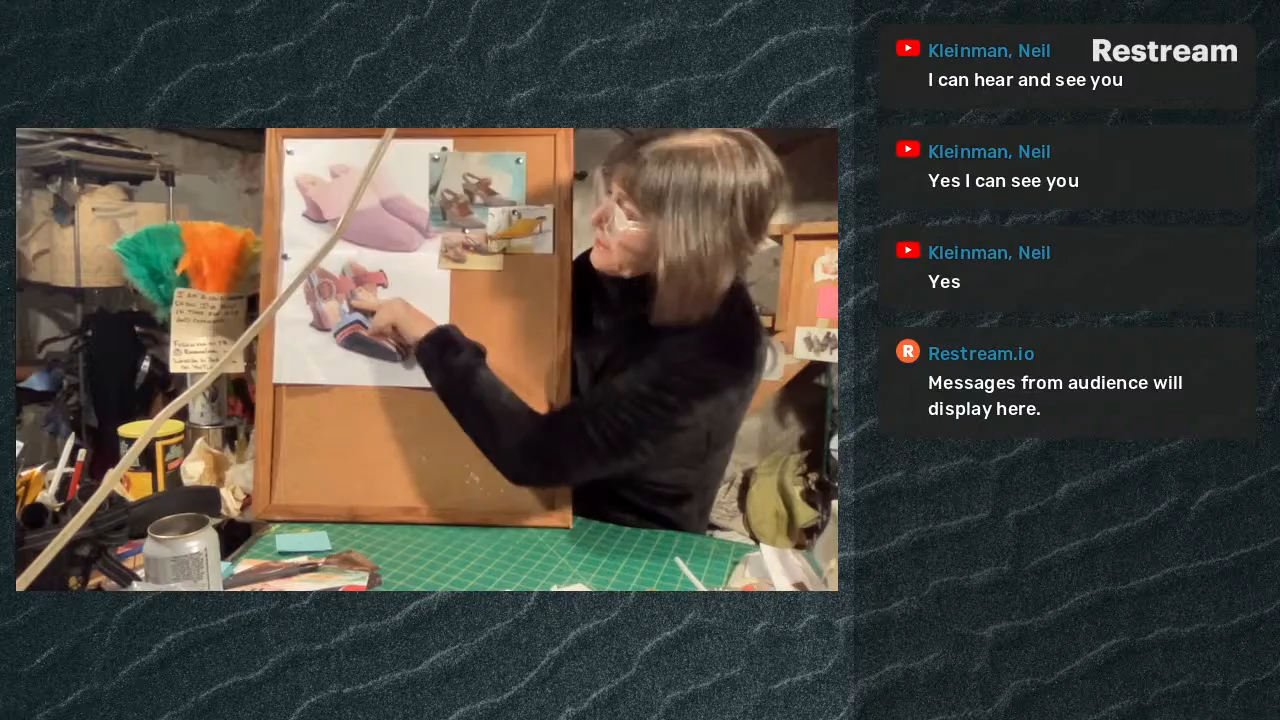 Kleinman, Neil
Restream
I can hear and see you
Kleinman, Neil
Yes I can see you
Kleinman, Neil
Yes
R
Restream.io
Messages from audience will
display here.